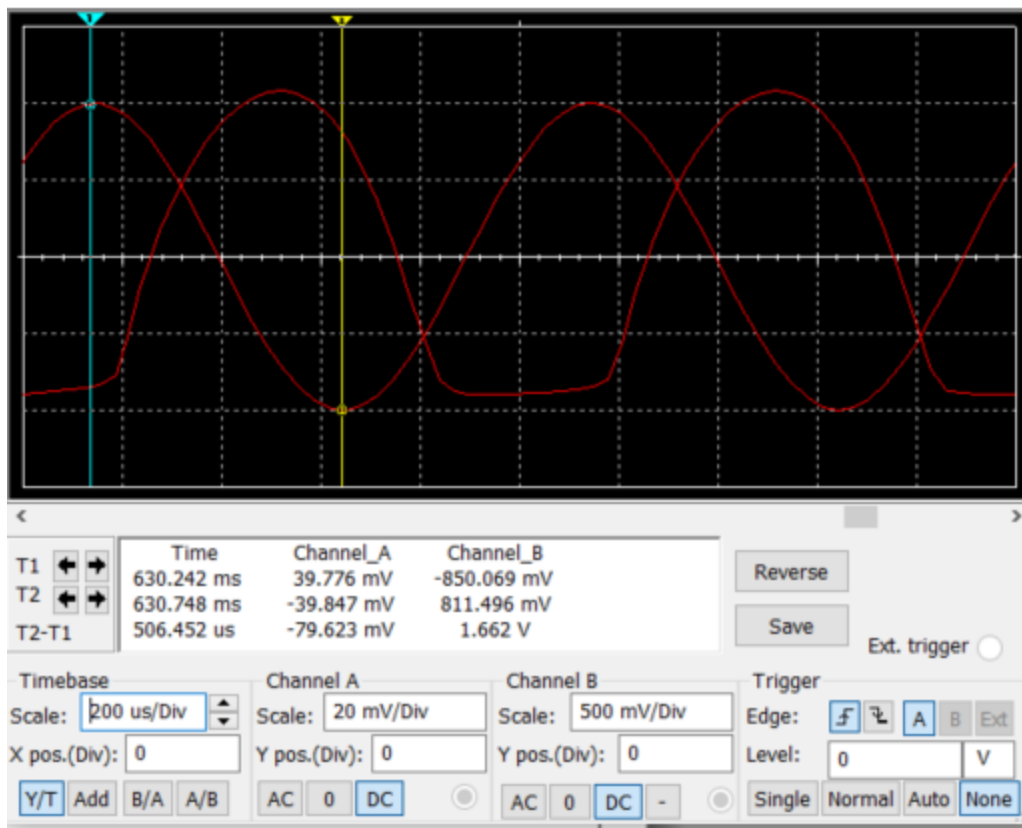 1
2
Time Channel_A Channel_B
T1 630.242 ms 39.776 mV -850.069 mV
T2 630.748 ms -39.847 mV 811.496 mV
T2-T1 506.452 us -79.623 mV 1.662 V
Reverse
Save
Ext. trigger
Timebase
Scale: 200 us/Div
X pos.(Div): 0
Y/T Add B/A A/B
Channel A
Scale: 20 mV/Div
Y pos.(Div): 0
AC 0 DC
Channel B
Scale: 500 mV/Div
Y pos.(Div): 0
AC 0 DC -
Trigger
Edge: A B Ext
Level: 0 V
Single Normal Auto None